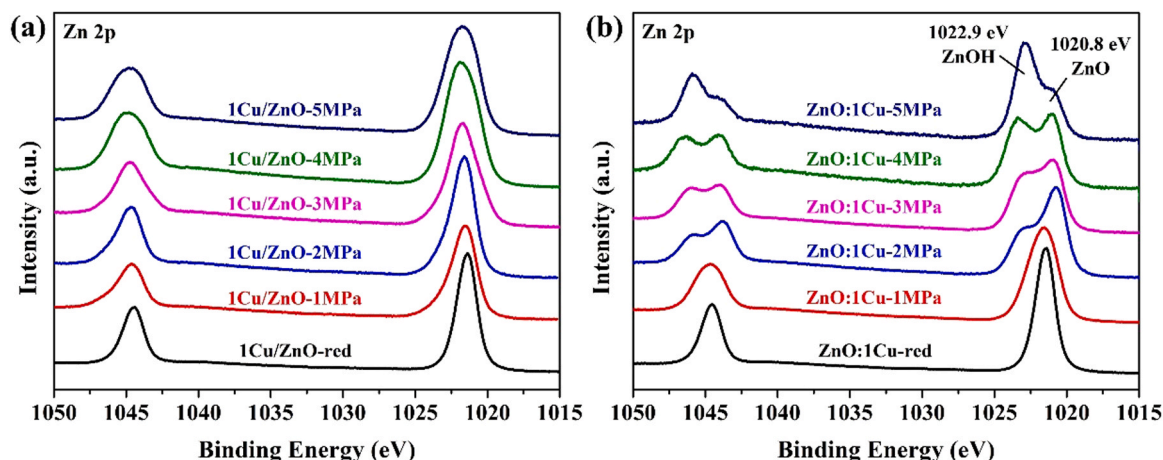 (a) Zn 2p
1Cu/ZnO-5MPa
1Cu/ZnO-4MPa
1Cu/ZnO-3MPa
1Cu/ZnO-2MPa
1Cu/ZnO-1MPa
1Cu/ZnO-red
Intensity (a.u.)
1050 1045 1040 1035 1030 1025 1020 1015
Binding Energy (eV)
(b) Zn 2p
1022.9 eV
ZnOH
1020.8 eV
ZnO
ZnO:1Cu-5MPa
ZnO:1Cu-4MPa
ZnO:1Cu-3MPa
ZnO:1Cu-2MPa
ZnO:1Cu-1MPa
ZnO:1Cu-red
Intensity (a.u.)
1050 1045 1040 1035 1030 1025 1020 1015
Binding Energy (eV)